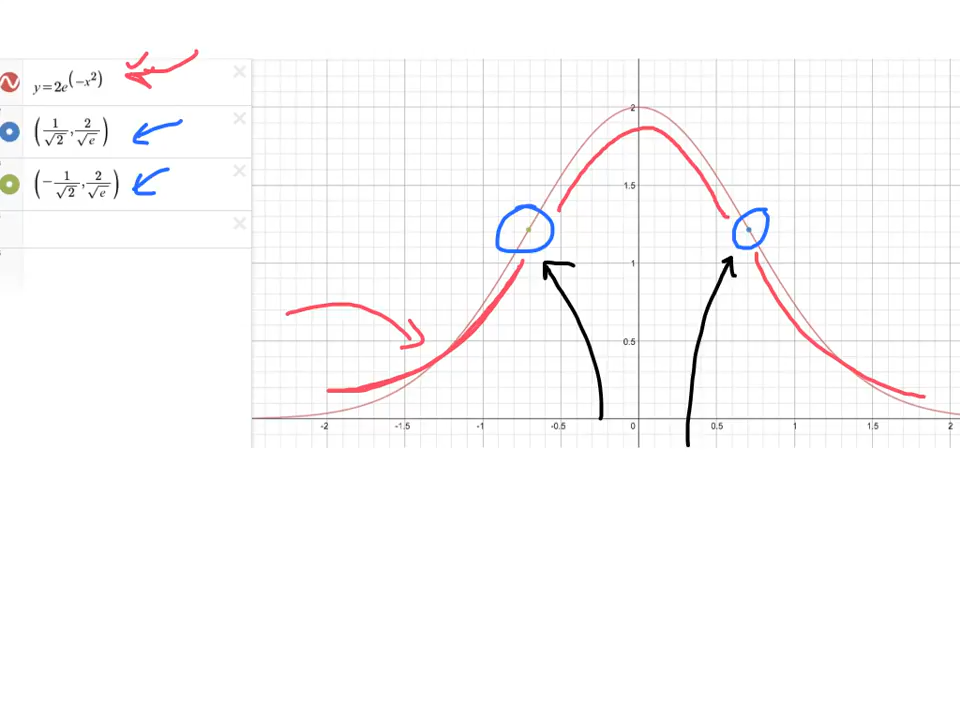 y=2e^(-x^2)
(1/√2, 2/√e)
(-1/√2, 2/√e)
2
1.5
1
0.5
-2 -1.5 -1 -0.5 0 0.5 1 1.5 2